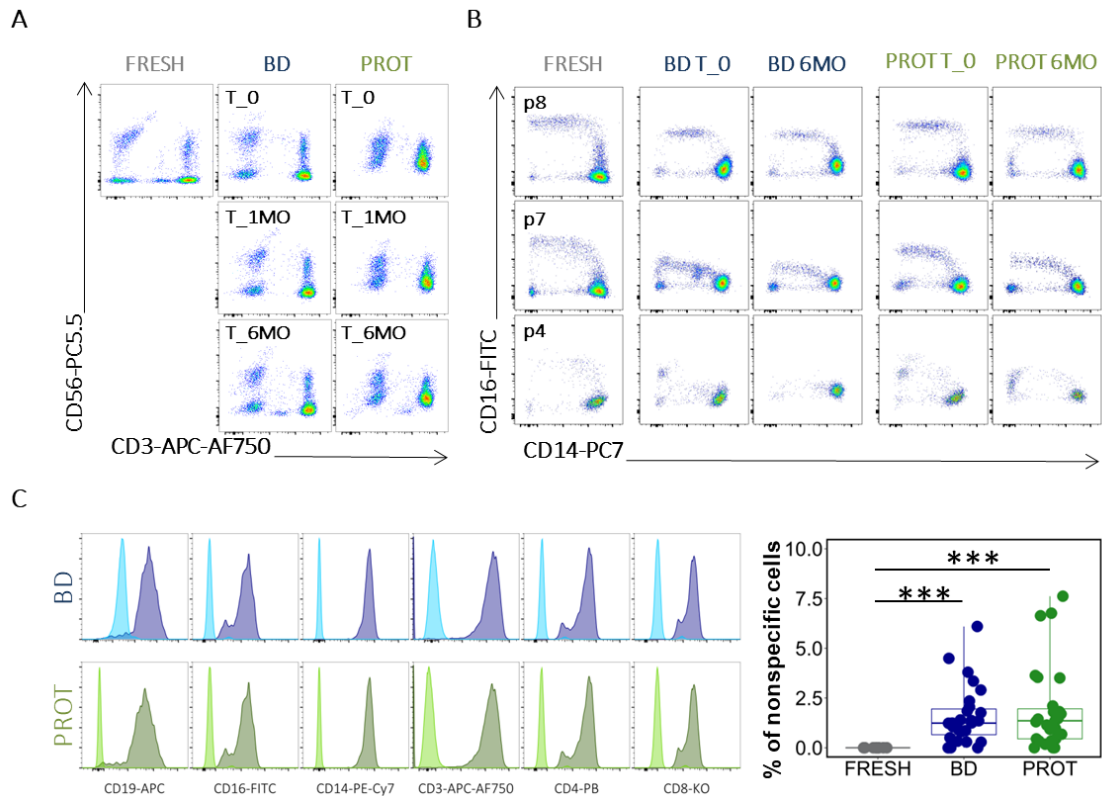 A
B
FRESH BD PROT
FRESH BD T_0 BD 6MO PROT T_0 PROT 6MO
T_0 T_0
T_1MO T_1MO
T_6MO T_6MO
CD56-PC5.5
CD3-APC-AF750
p8
p7
p4
CD16-FITC
CD14-PC7
C
BD
PROT
CD19-APC CD16-FITC CD14-PE-Cy7 CD3-APC-AF750 CD4-PB CD8-KO
% of nonspecific cells
10.0
7.5
5.0
2.5
0.0
***
***
FRESH BD PROT